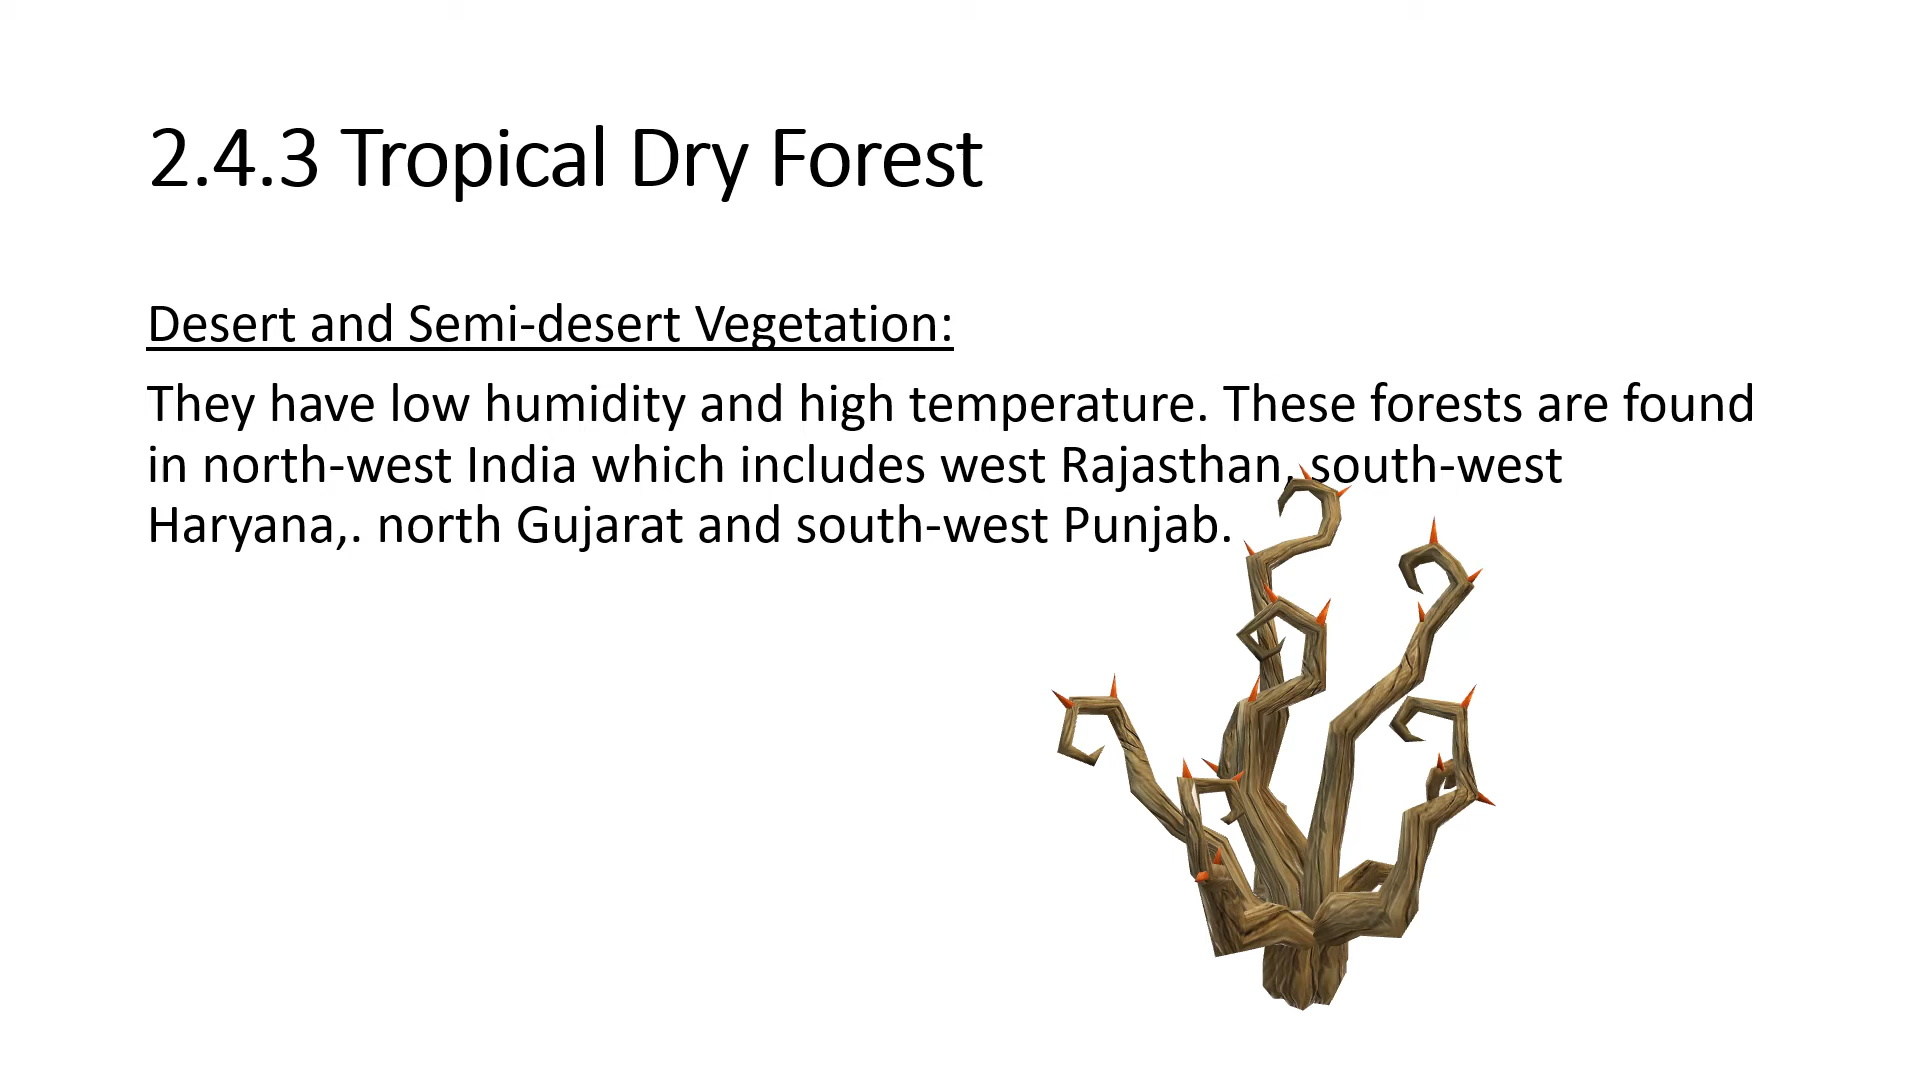 2.4.3 Tropical Dry Forest
Desert and Semi-desert Vegetation:
They have low humidity and high temperature. These forests are found
in north-west India which includes west Rajasthan, south-west
Haryana,. north Gujarat and south-west Punjab.